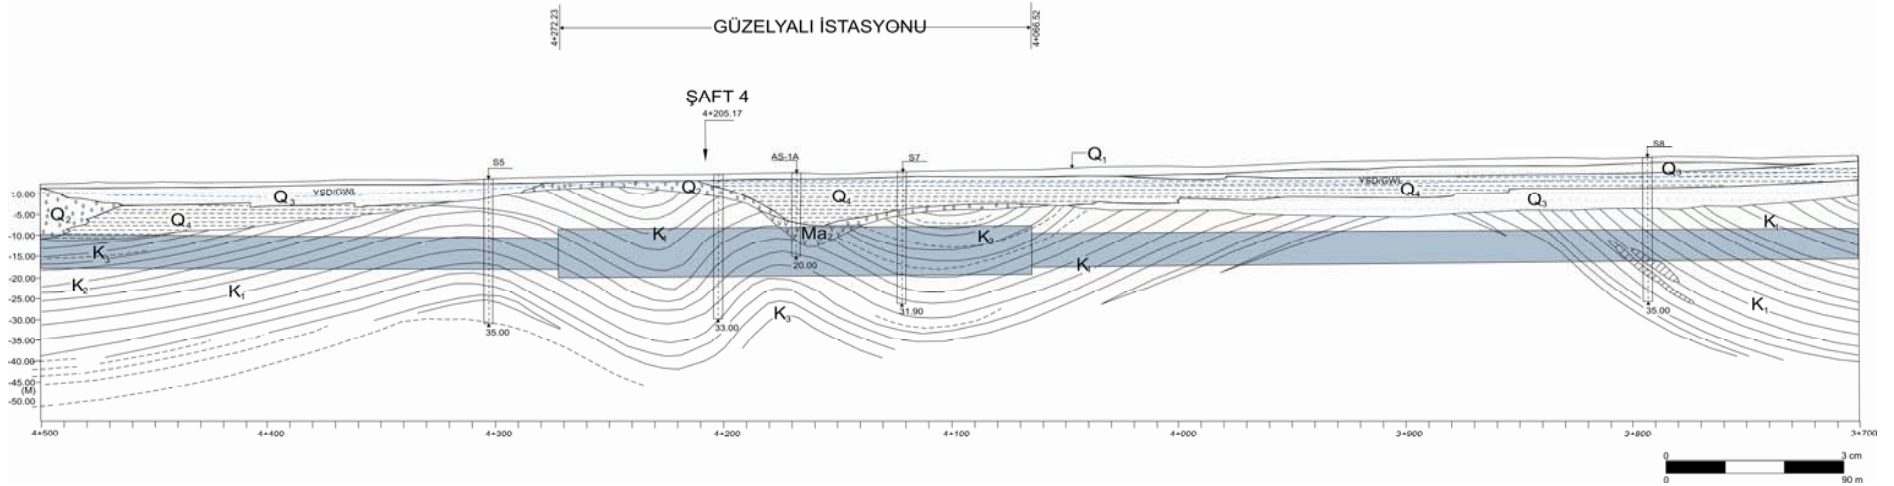 GÜZELYALI İSTASYONU
4+272.23
4+066.52
ŞAFT 4
4+205.17
S5
AS-1A
S7
S8
Q₁
Q₃
YSD/GWL
Q₂
Q₄
YSD/GWL
Q₄
Q₂
Q₃
Q₄
Q₃
K₁
Ma₂
K₃
K₁
K₃
K₁
K₂
K₁
K₁
K₃
20.00
31.90
33.00
35.00
35.00
-5.00
-10.00
-15.00
-20.00
-25.00
-30.00
-35.00
-40.00
-45.00
(M)
-50.00
4+500
4+400
4+300
4+200
4+100
4+000
3+900
3+800
3+700
0
3 cm
0
90 m